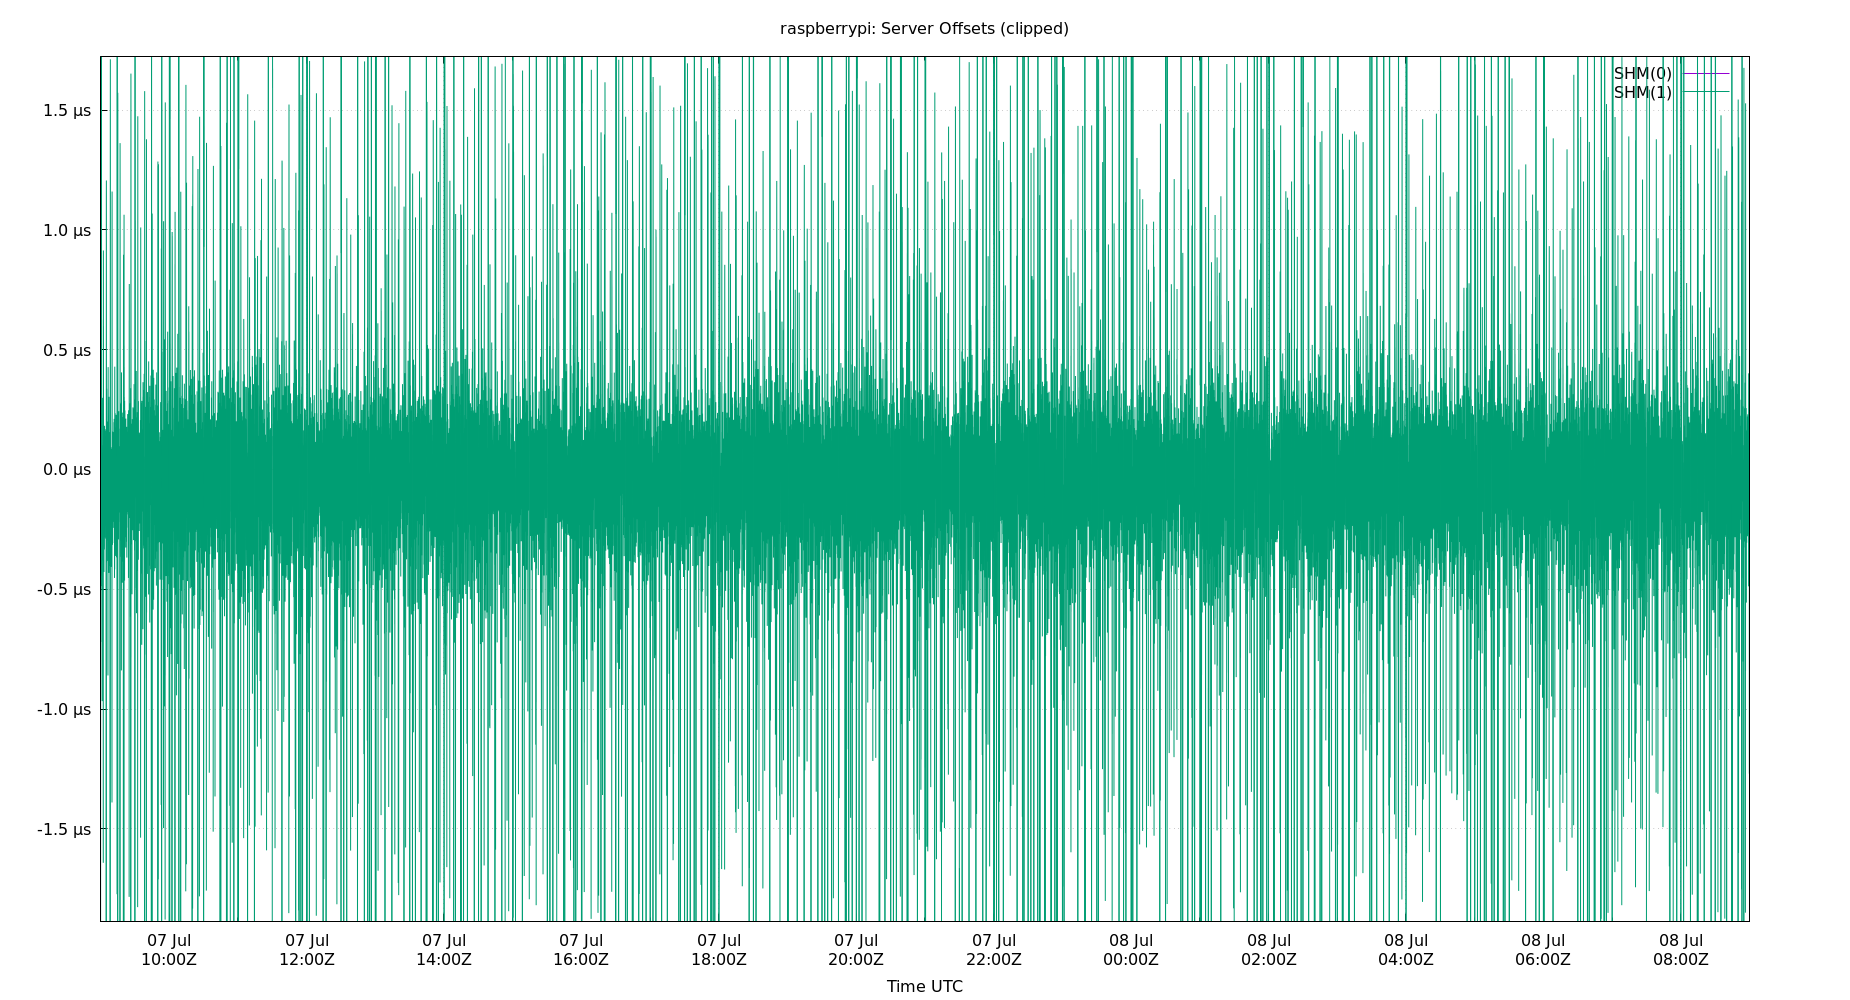 raspberrypi: Server Offsets (clipped)
SHM(0)
SHM(1)
1.5 µs
1.0 µs
0.5 µs
0.0 µs
-0.5 µs
-1.0 µs
-1.5 µs
07 Jul 07 Jul 07 Jul 07 Jul 07 Jul 07 Jul 07 Jul 08 Jul 08 Jul 08 Jul 08 Jul 08 Jul
10:00Z 12:00Z 14:00Z 16:00Z 18:00Z 20:00Z 22:00Z 00:00Z 02:00Z 04:00Z 06:00Z 08:00Z
Time UTC